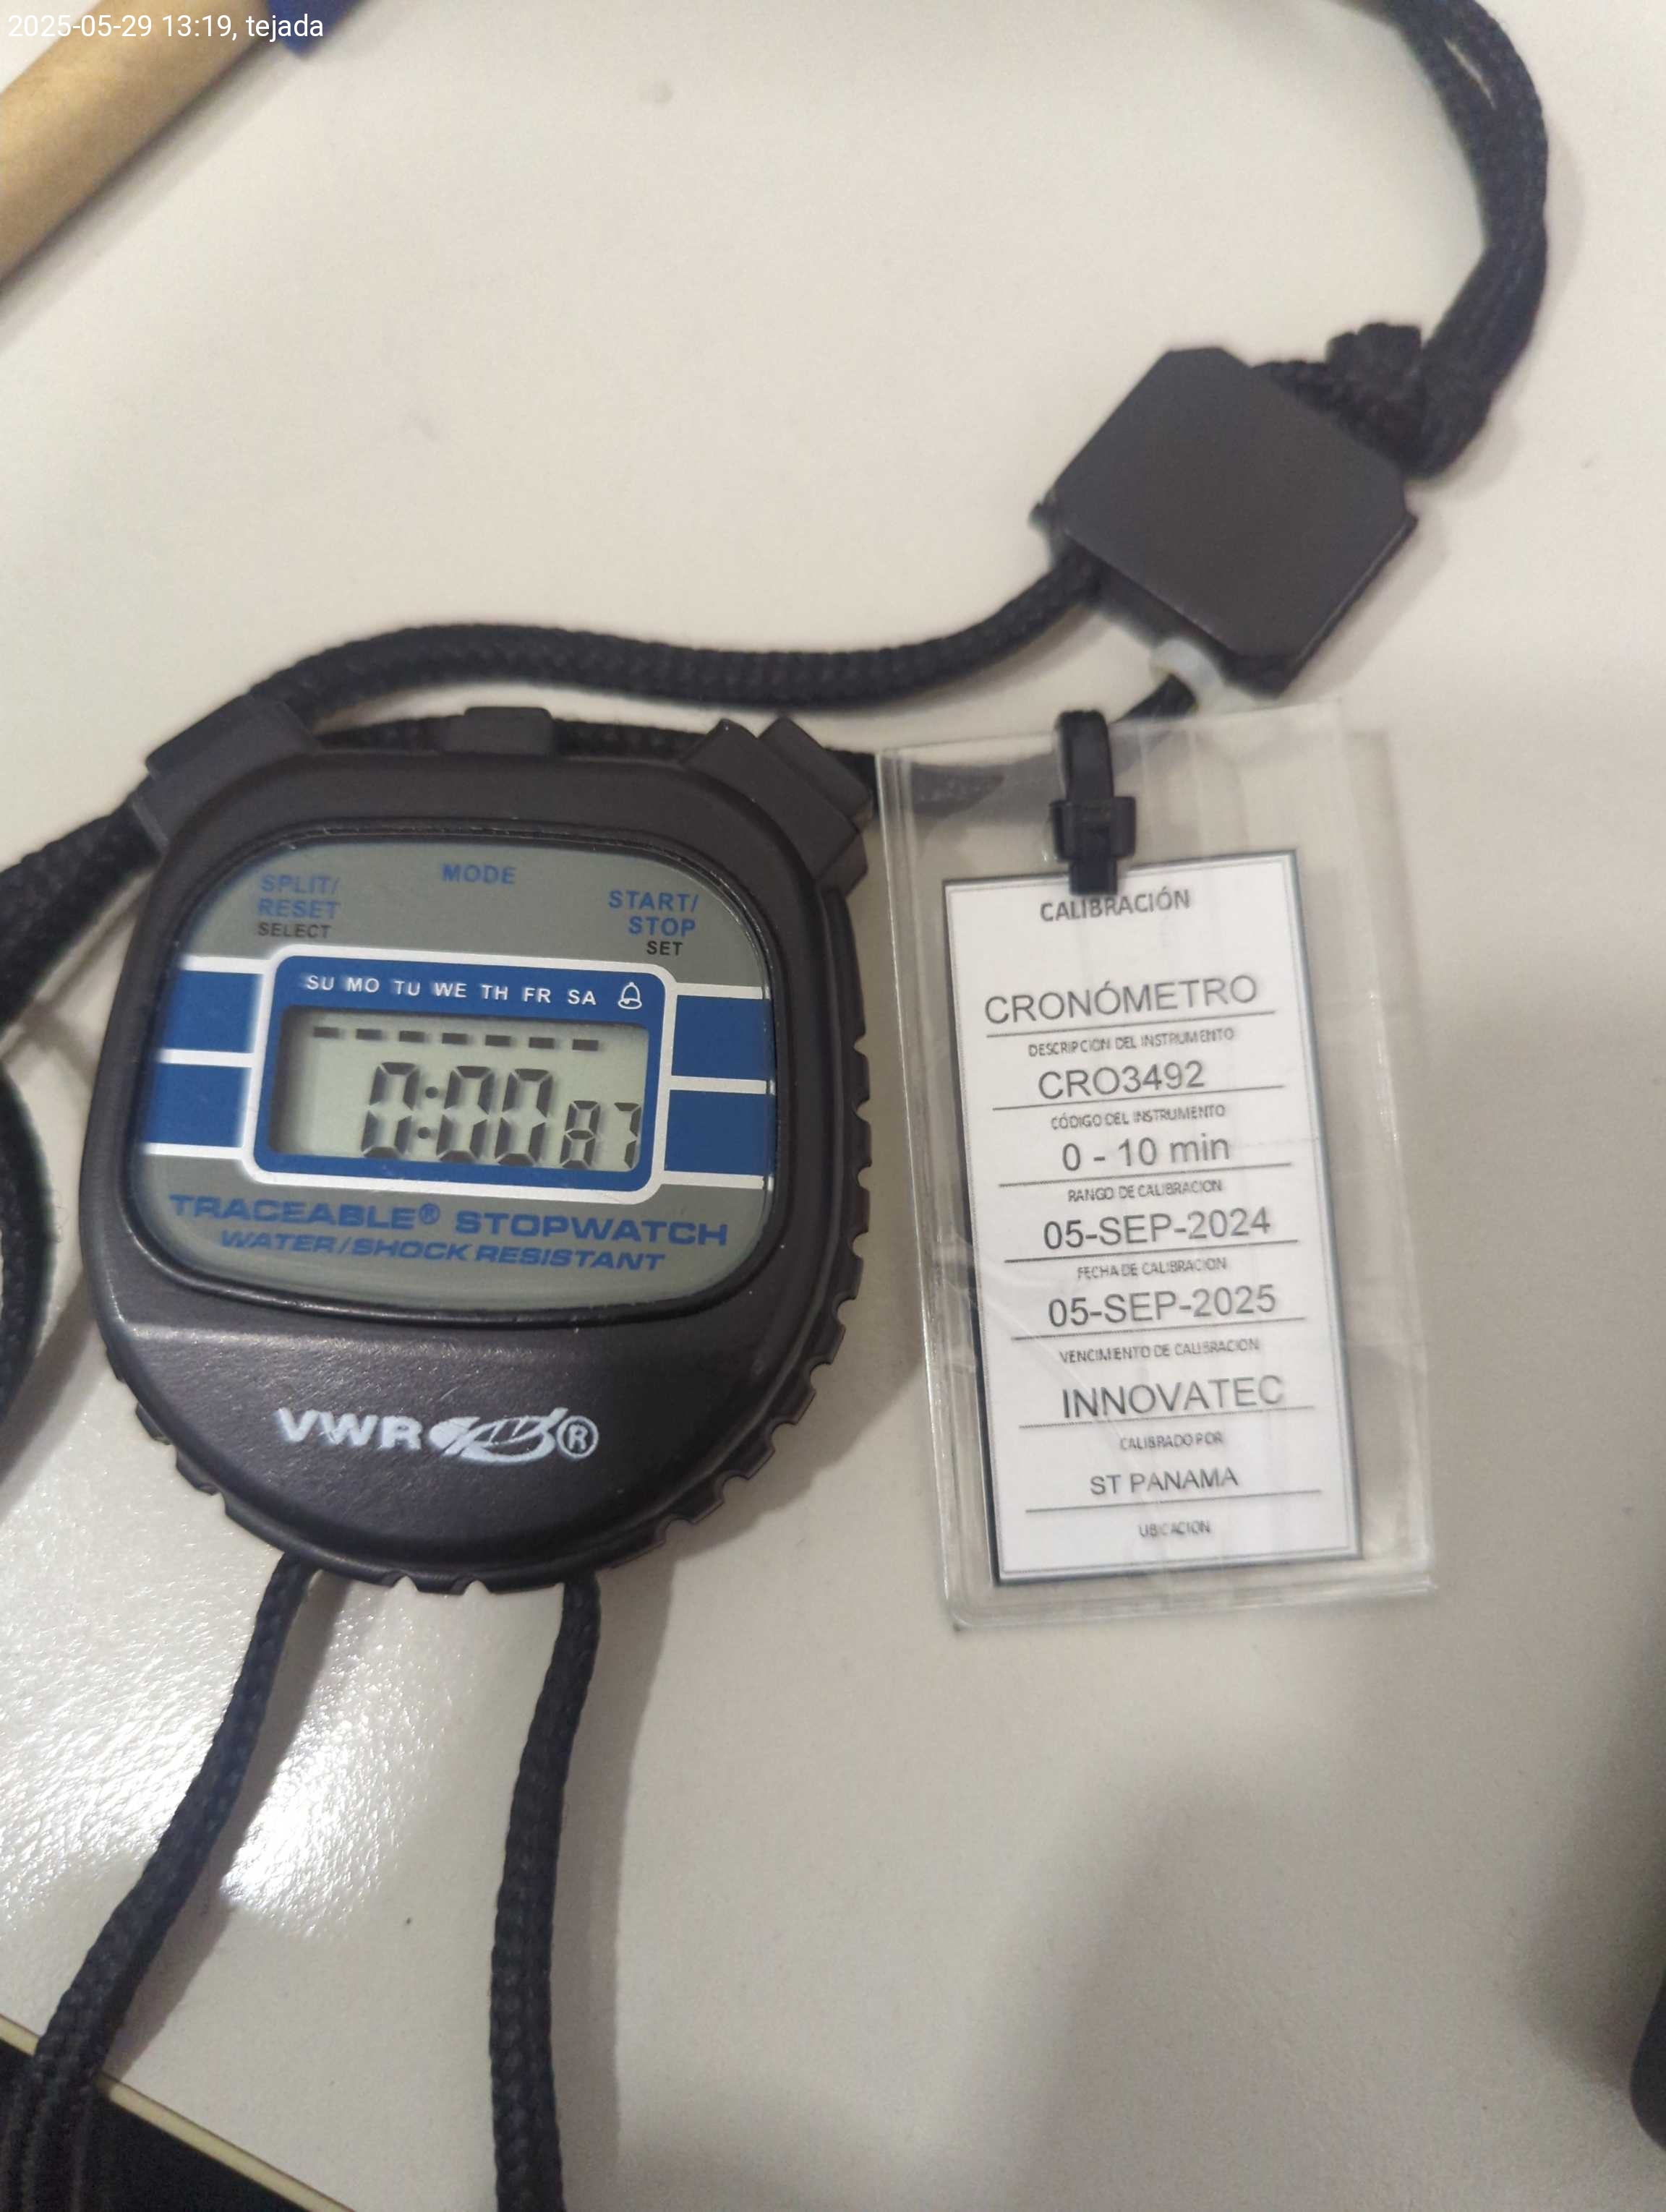 2025-05-29 13:19, tejada
SPLIT/
RESET
SELECT
MODE
START/
STOP
SET
SU MO TU WE TH FR SA
0:00 87
TRACEABLE® STOPWATCH
WATER/SHOCK RESISTANT
VWR ®
CALIBRACIÓN
CRONÓMETRO
DESCRIPCION DEL INSTRUMENTO
CRO3492
CÓDIGO DEL INSTRUMENTO
0 - 10 min
RANGO DE CALIBRACION
05-SEP-2024
FECHA DE CALIBRACION
05-SEP-2025
VENCIMIENTO DE CALIBRACION
INNOVATEC
CALIBRADO POR
ST PANAMA
UBICACION